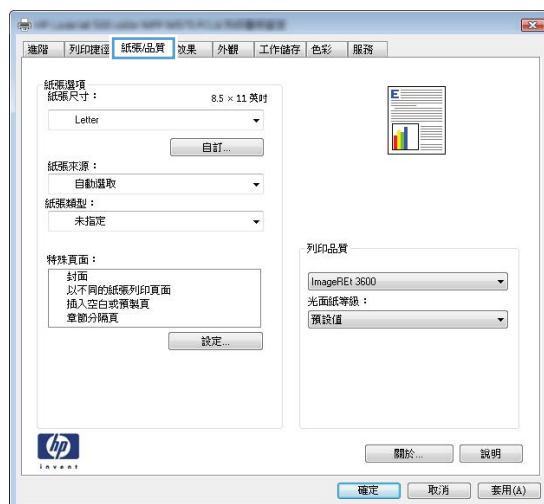 進階 列印捷徑 紙張/品質 效果 外觀 工作儲存 色彩 服務
紙張選項
紙張尺寸： 8.5 × 11 英吋
Letter
自訂...
紙張來源：
自動選取
紙張類型：
未指定
特殊頁面：
封面
以不同的紙張列印頁面
插入空白或預製頁
章節分隔頁
設定...
列印品質
ImageREt 3600
光面紙等級：
預設值
E
hp
invent
關於... 說明
確定 取消 套用(A)